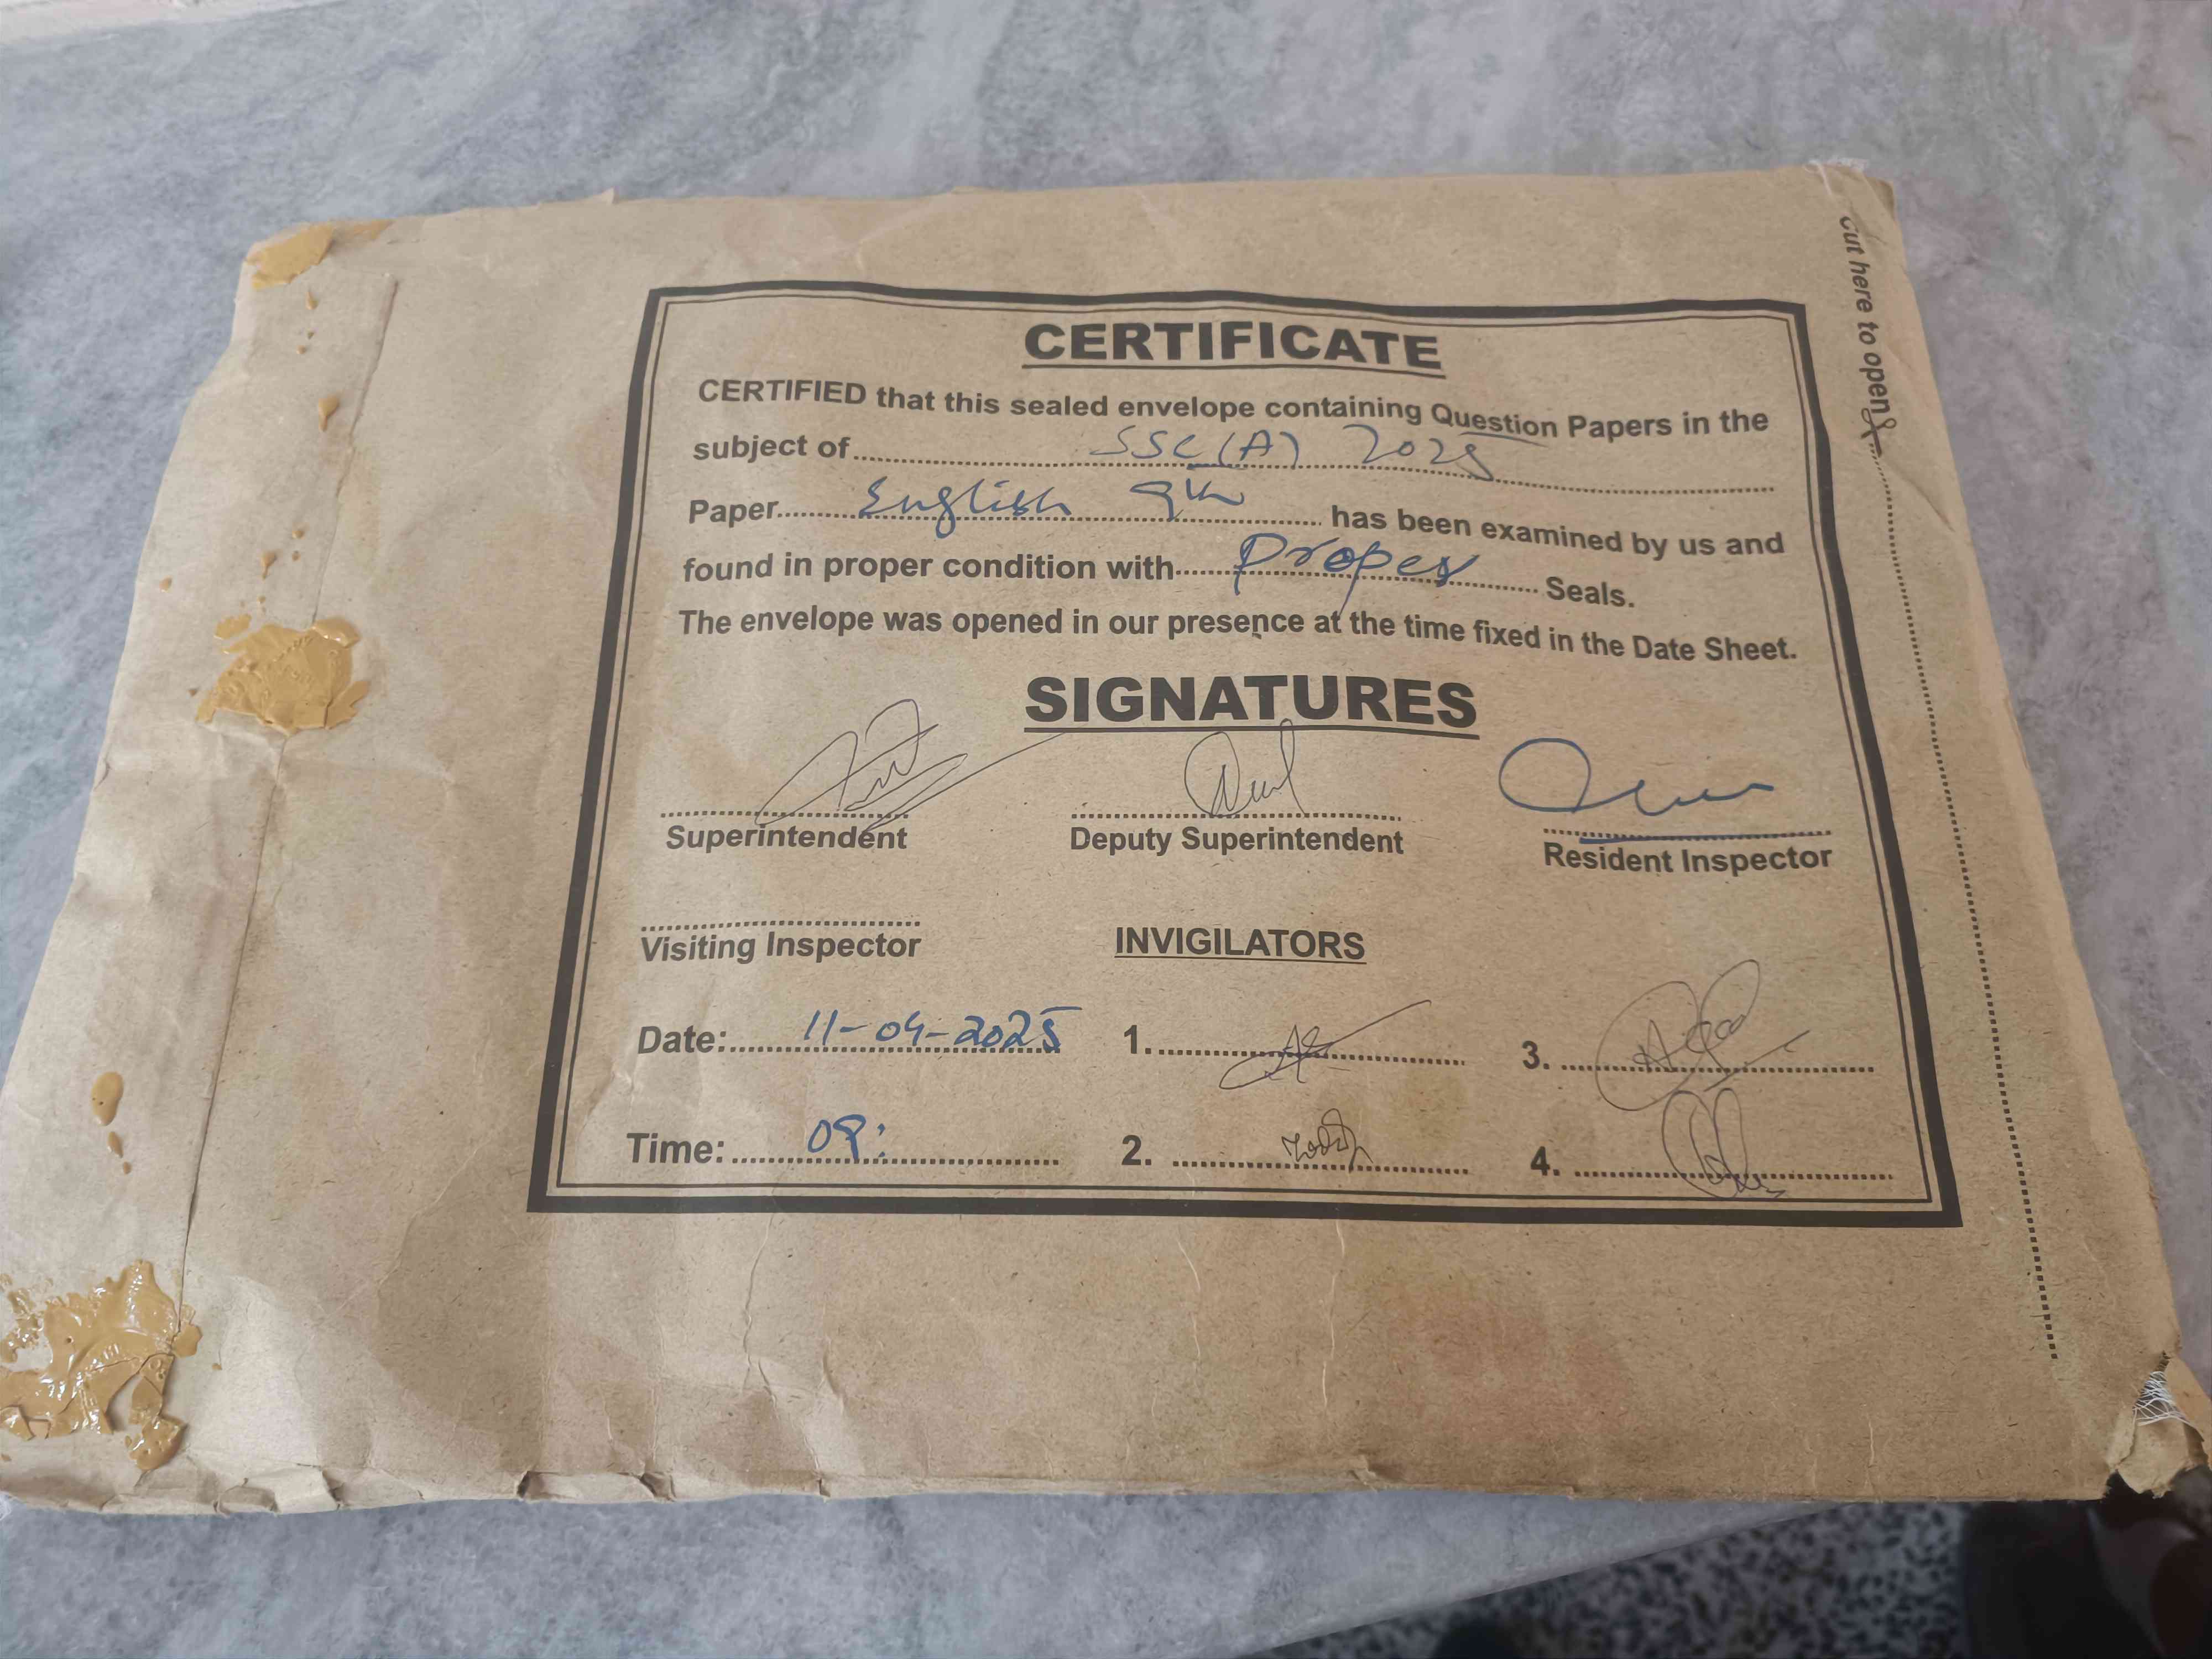 cut here to open
CERTIFICATE
CERTIFIED that this sealed envelope containing Question Papers in the
subject of SSC (A) 2025
Paper English 9th has been examined by us and
found in proper condition with Proper Seals.
The envelope was opened in our presence at the time fixed in the Date Sheet.
SIGNATURES
Superintendent Deputy Superintendent Resident Inspector
Visiting Inspector INVIGILATORS
Date: 11-04-2025 1. 3.
Time: 09: 2. 4.